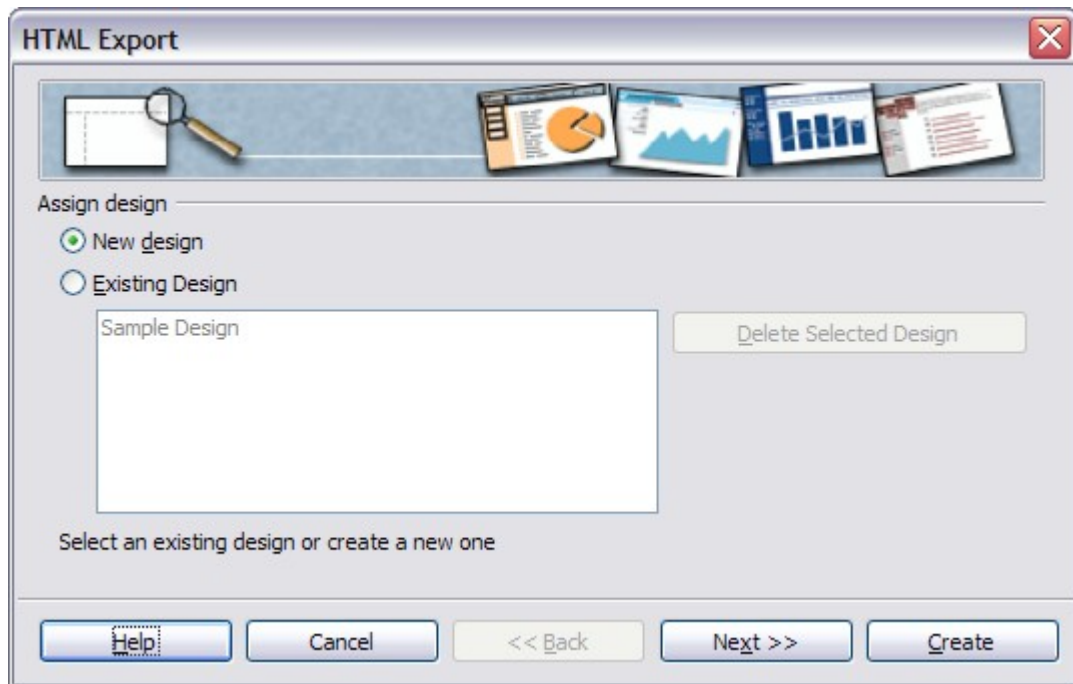 HTML Export
Assign design
New design
Existing Design
Sample Design
Delete Selected Design
Select an existing design or create a new one
Help Cancel << Back Next >> Create